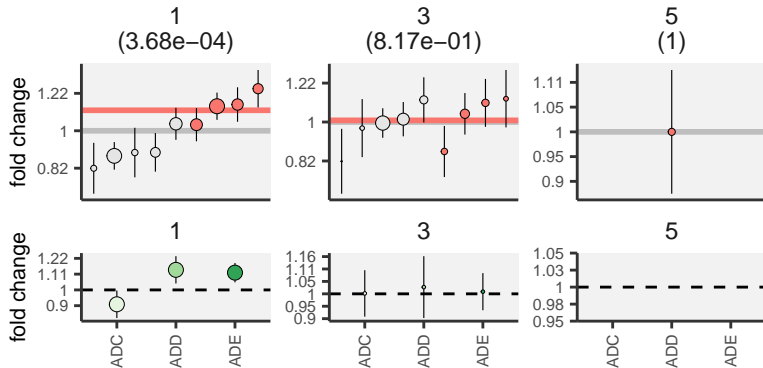 1
(3.68e−04)
3
(8.17e−01)
5
(1)
fold change
1.22
1
0.82
1.22
1
0.82
1.11
1.05
1
0.95
0.9
1
3
5
fold change
1.22
1.11
1
0.9
1.16
1.11
1.05
1
0.95
0.9
1.05
1.03
1
0.98
0.95
ADC
ADD
ADE
ADC
ADD
ADE
ADC
ADD
ADE